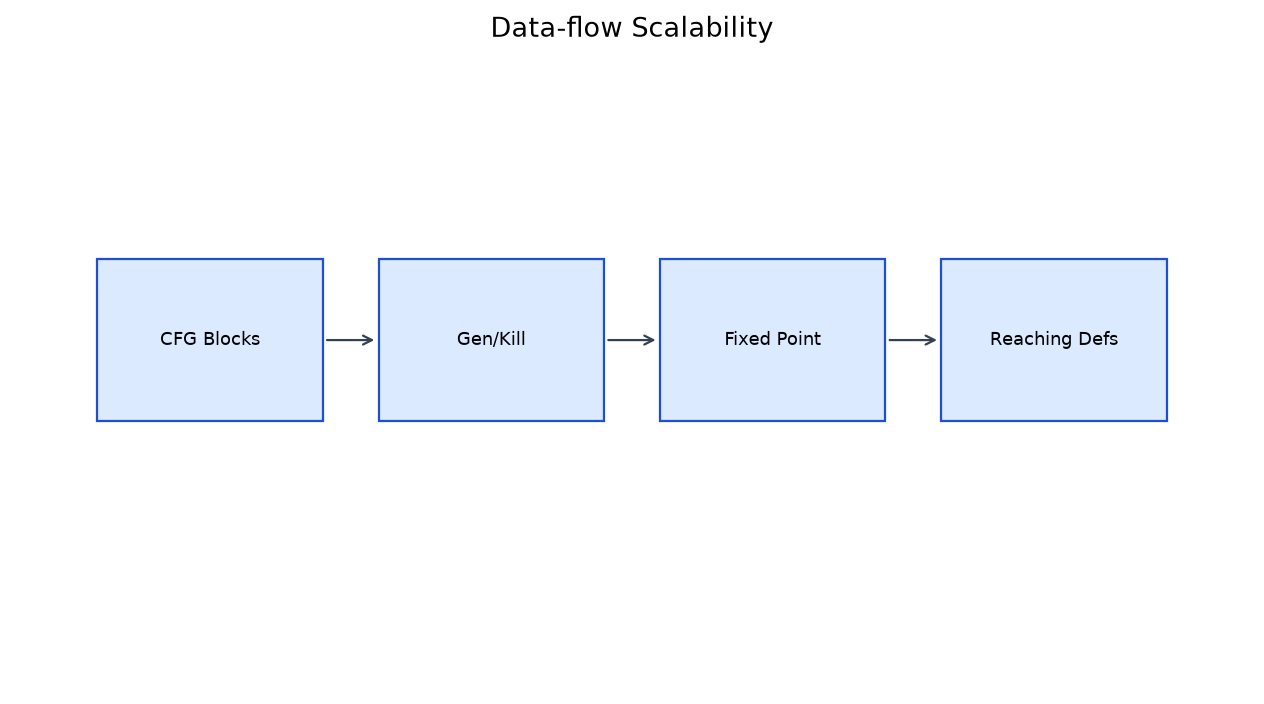 Data-flow Scalability
CFG Blocks
Gen/Kill
Fixed Point
Reaching Defs